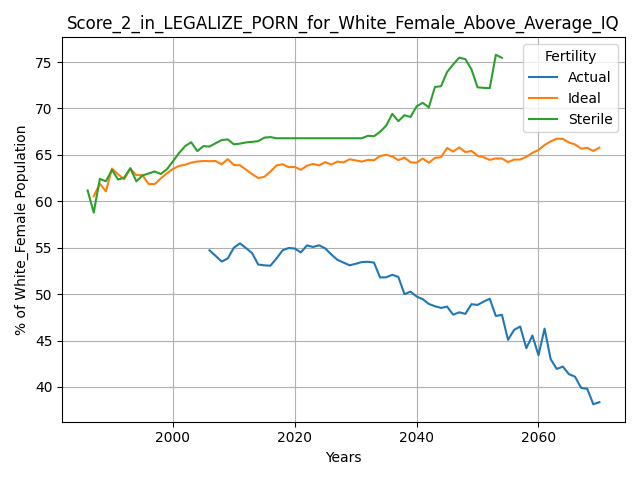 Score_2_in_LEGALIZE_PORN_for_White_Female_Above_Average_IQ
Fertility
Actual
Ideal
Sterile
% of White_Female Population
75
70
65
60
55
50
45
40
2000
2020
2040
2060
Years